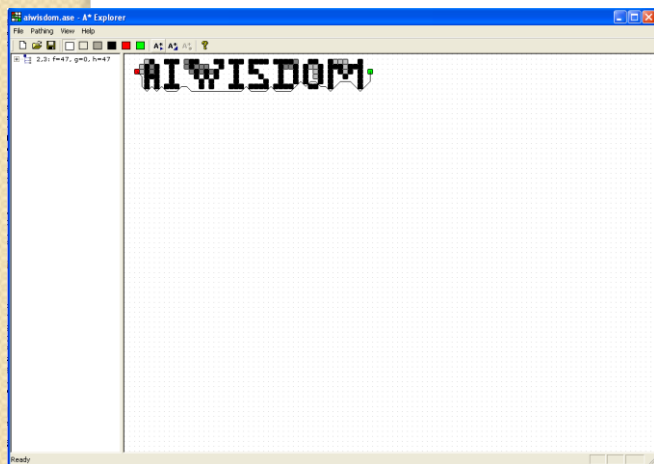 aiwisdom.ase - A* Explorer
File Pathing View Help
2,3: f=47, g=0, h=47
AIWISDOM
Ready